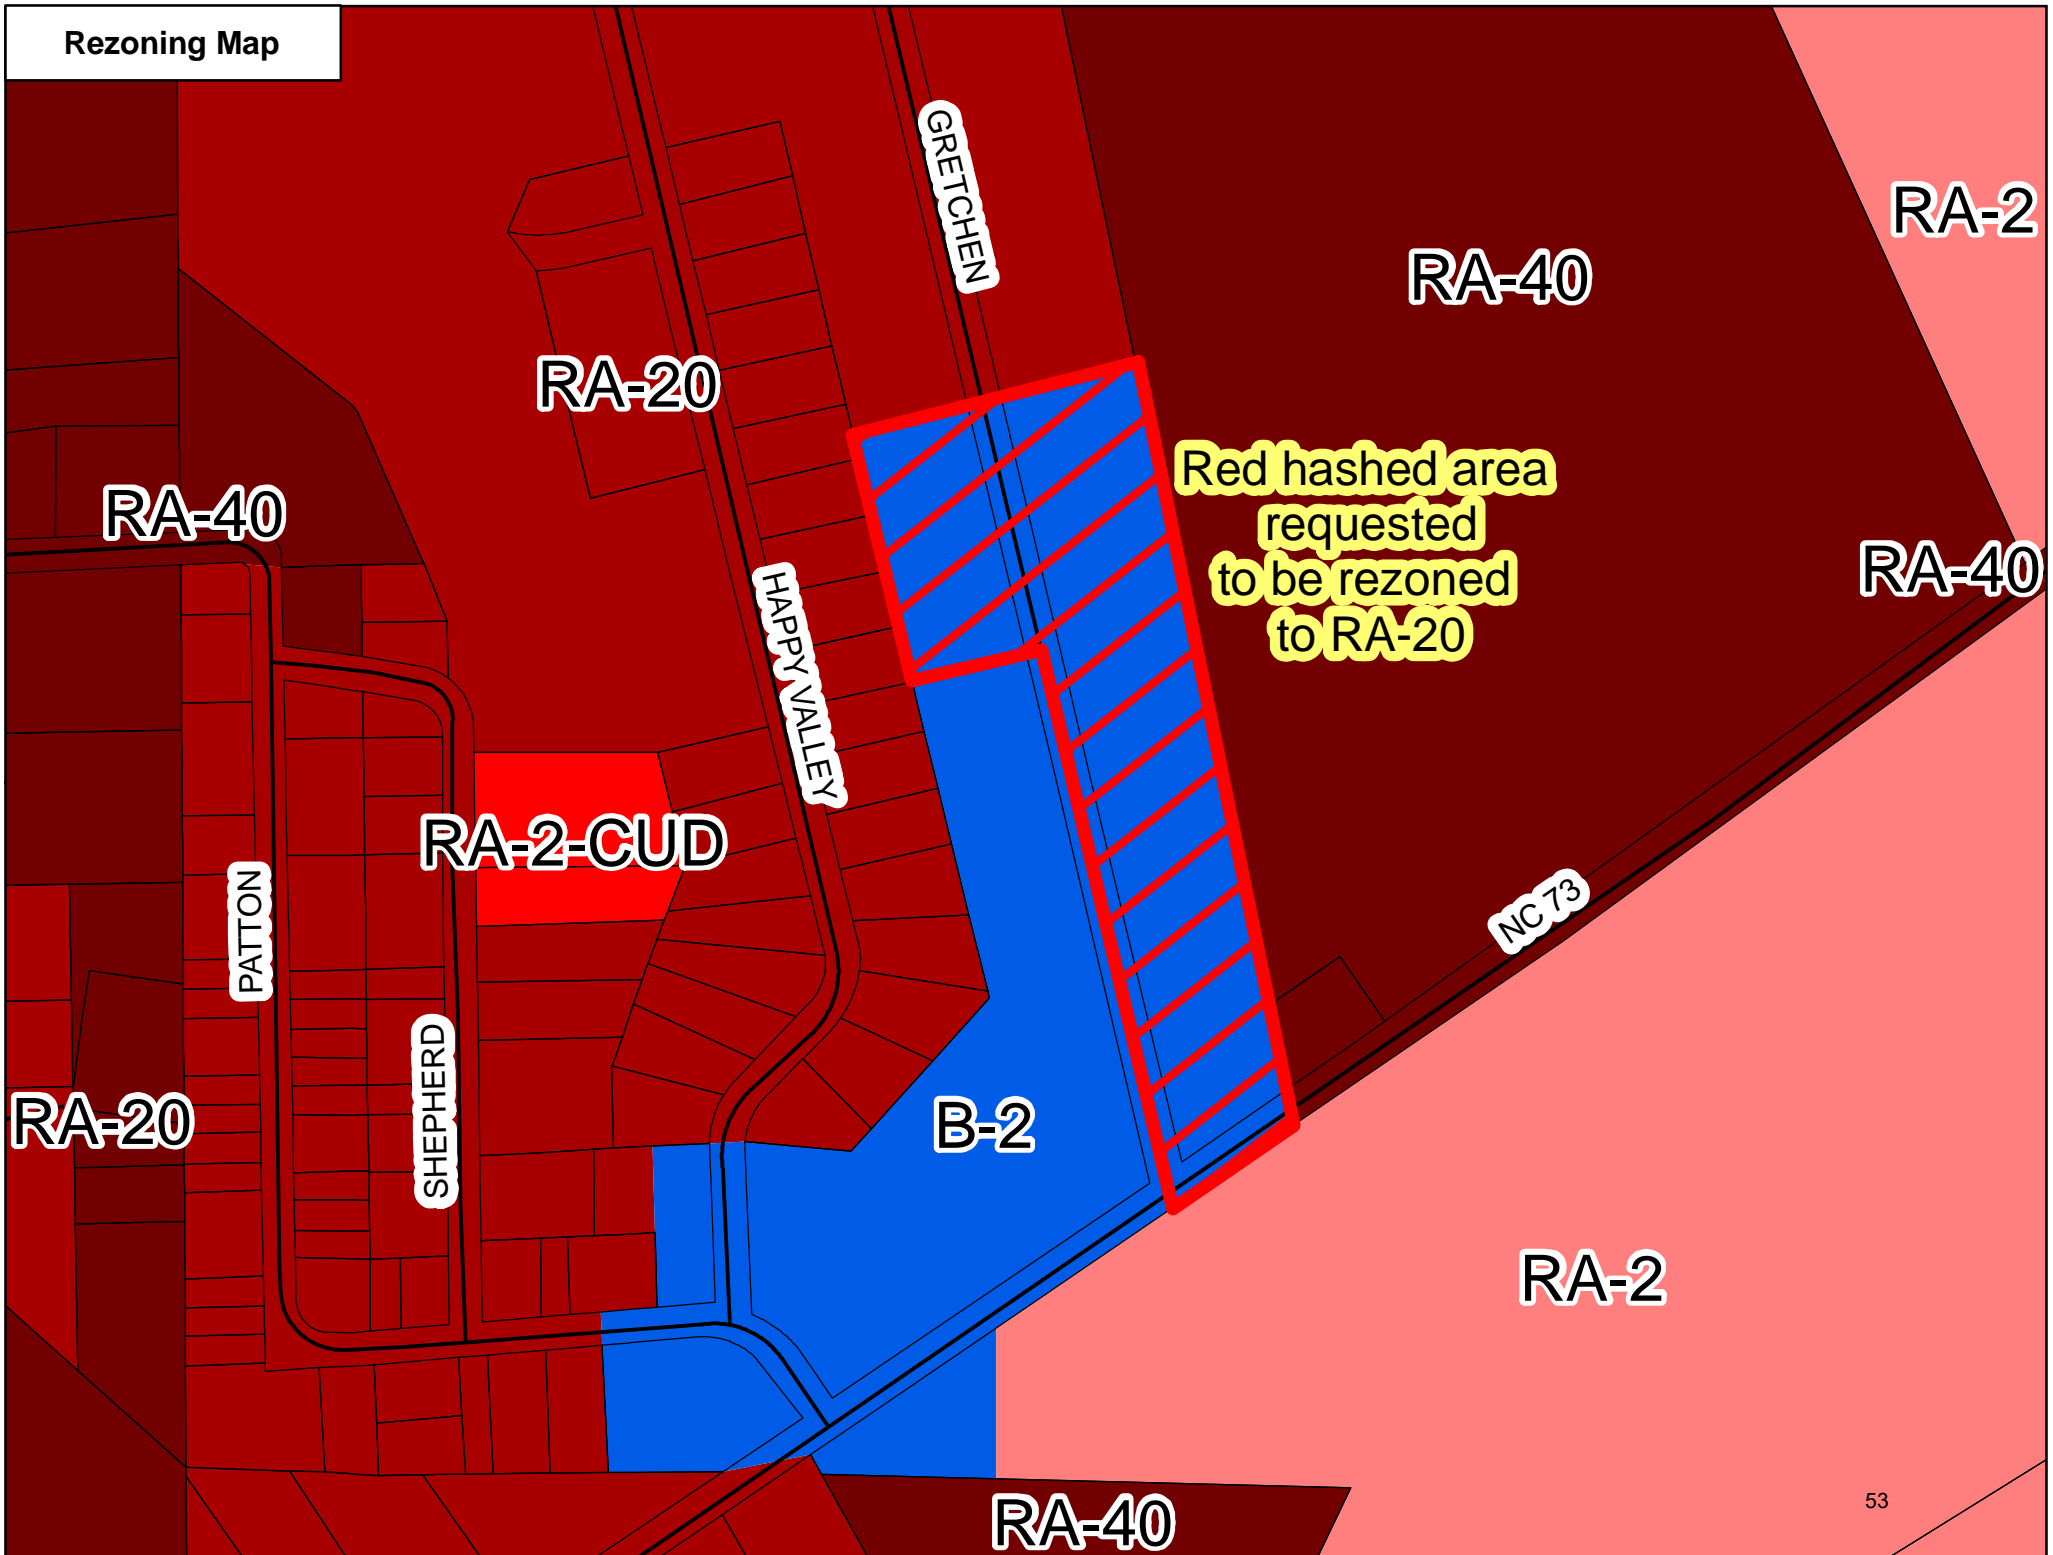 Rezoning Map
GRETCHEN
RA-2
RA-40
RA-20
Red hashed area
requested
to be rezoned
to RA-20
RA-40
RA-40
HAPPY VALLEY
RA-2-CUD
PATTON
NC 73
SHEPHERD
RA-20
B-2
RA-2
53
RA-40